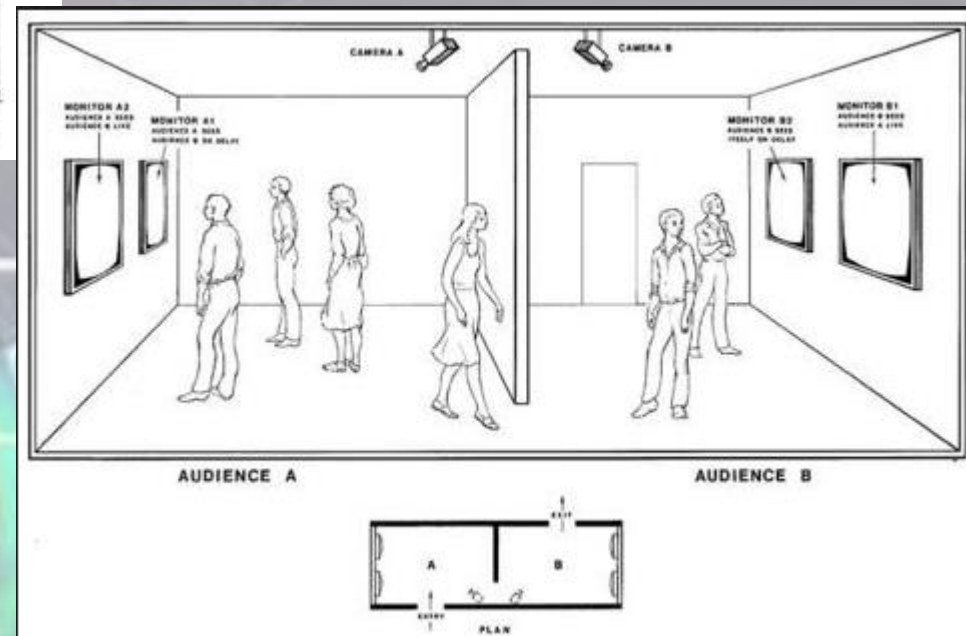 CAMERA A
CAMERA B
MONITOR A2
AUDIENCE A SEES
AUDIENCE B LIVE
MONITOR A1
AUDIENCE A SEES
AUDIENCE B ON DELAY
MONITOR B2
AUDIENCE B SEES
ITSELF ON DELAY
MONITOR B1
AUDIENCE B SEES
AUDIENCE A LIVE
AUDIENCE A
AUDIENCE B
EXIT
A
B
ENTRY
PLAN